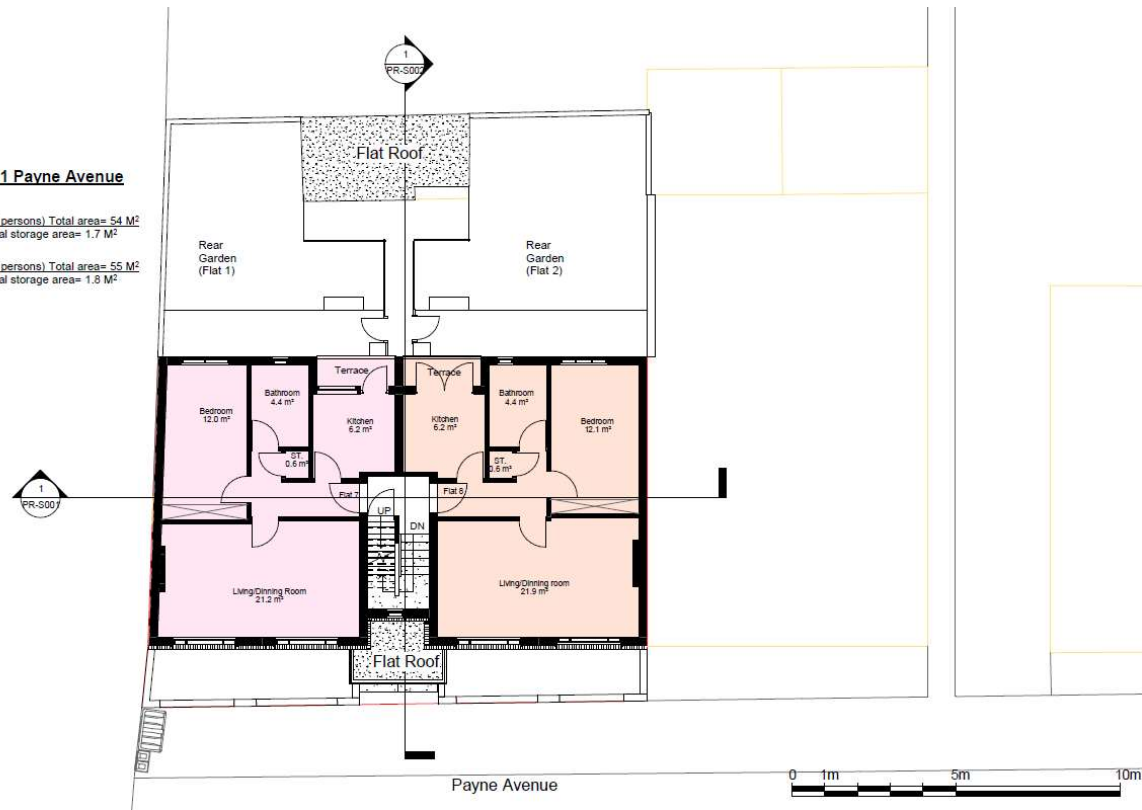 1
PR-S002
Flat Roof
1 Payne Avenue
persons) Total area= 54 M²
al storage area= 1.7 M²
persons) Total area= 55 M²
al storage area= 1.8 M²
Rear
Garden
(Flat 1)
Rear
Garden
(Flat 2)
Terrace
Terrace
Bedroom
12.0 m²
Bathroom
4.4 m²
Kitchen
6.2 m²
Kitchen
6.2 m²
Bathroom
4.4 m²
Bedroom
12.1 m²
ST.
0.6 m²
ST.
0.6 m²
1
PR-S001
Flat 7
Flat 8
UP
DN
Living/Dinning Room
21.2 m²
Living/Dinning room
21.9 m²
Flat Roof
Payne Avenue
0 1m 5m 10m